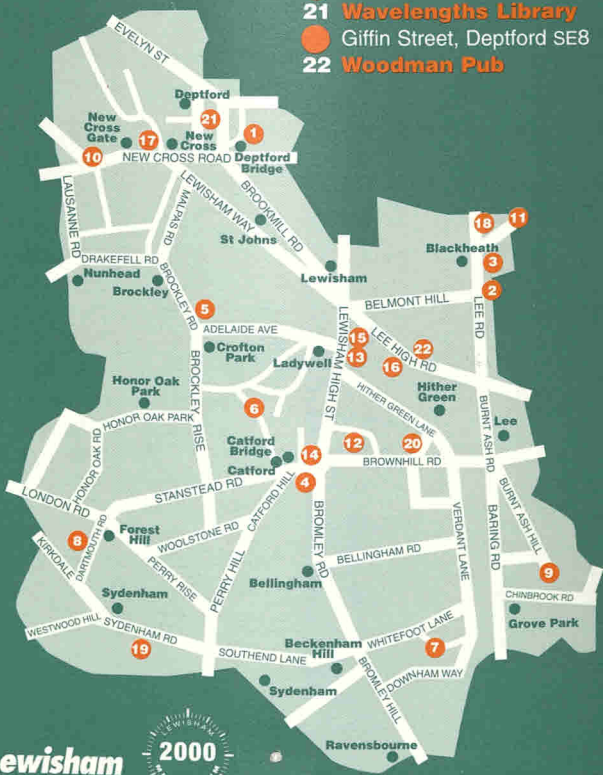 21 Wavelengths Library
Giffin Street, Deptford SE8
22 Woodman Pub
EVELYN ST
Deptford
21
1
New
Cross
Gate
17
New
Cross
10
NEW CROSS ROAD
Deptford
Bridge
LAUSANNE RD
MALPAS RD
LEWISHAM WAY
BROOKMILL RD
St Johns
18
11
Blackheath
3
DRAKEFELL RD
Nunhead
Brockley
BROCKLEY RD
Lewisham
2
BELMONT HILL
LEE RD
5
ADELAIDE AVE
Crofton
Park
Ladywell
LEWISHAM HIGH ST
15
13
LEE HIGH RD
22
16
Honor Oak
Park
HONOR OAK PARK
BROCKLEY RISE
6
HITHER GREEN LANE
Hither
Green
Lee
BURNT ASH RD
HONOR OAK RD
Catford
Bridge
Catford
14
12
20
BROWNHILL RD
4
LONDON RD
STANSTEAD RD
CATFORD HILL
BURNT ASH HILL
8
DARTMOUTH RD
Forest
Hill
WOOLSTONE RD
KIRKDALE
PERRY RISE
PERRY HILL
BROMLEY RD
BELLINGHAM RD
VERDANT LANE
BARING RD
9
Bellingham
Sydenham
CHINBROOK RD
Grove Park
WESTWOOD HILL
SYDENHAM RD
19
SOUTHEND LANE
Beckenham
Hill
WHITEFOOT LANE
7
DOWNHAM WAY
Sydenham
BROMLEY HILL
Ravensbourne
ewisham
LEWISHAM
2000